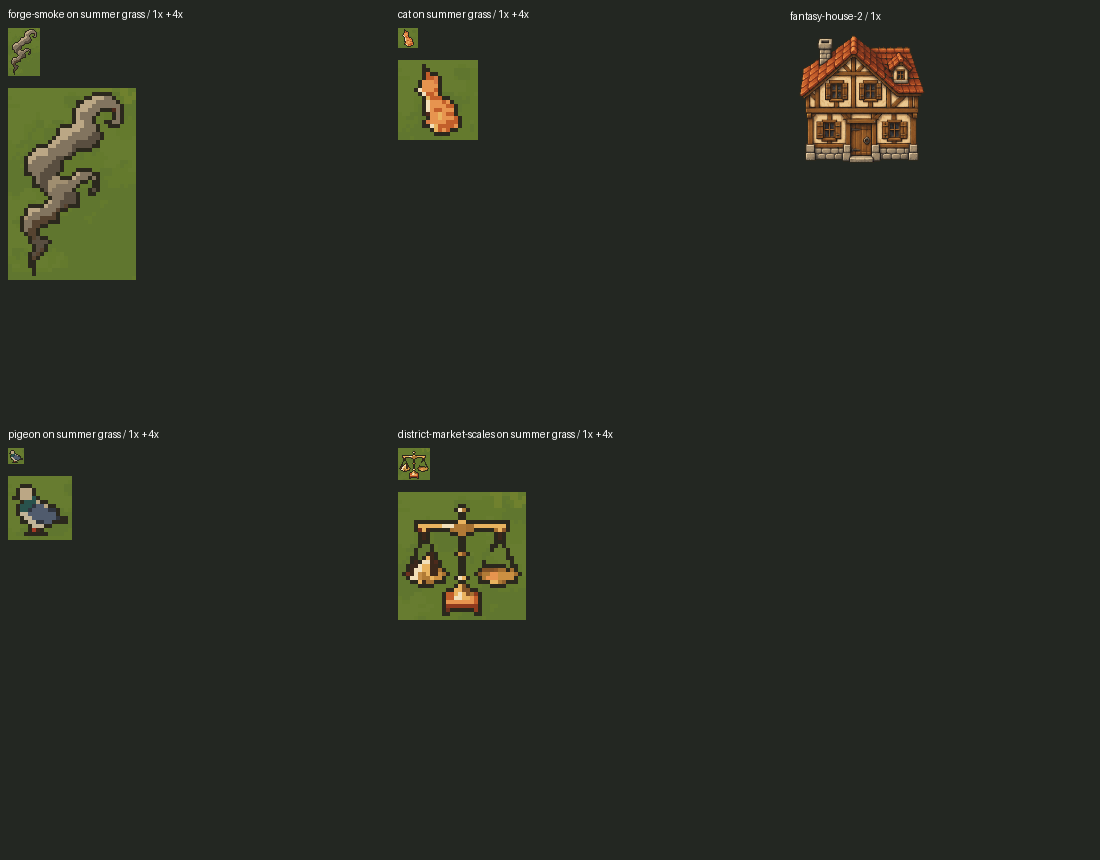 forge-smoke on summer grass / 1x + 4x
cat on summer grass / 1x + 4x
fantasy-house-2 / 1x
pigeon on summer grass / 1x + 4x
district-market-scales on summer grass / 1x + 4x